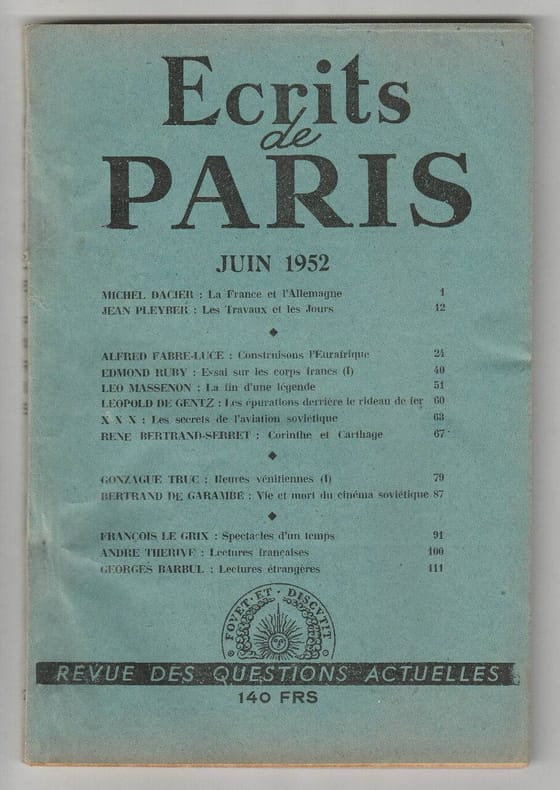 Ecrits
de
PARIS
JUIN 1952
MICHEL DACIER : La France et l'Allemagne 1
JEAN PLEYBER : Les Travaux et les Jours 12
ALFRED FABRE-LUCE : Construisons l'Eurafrique 24
EDMOND RUBY : Essai sur les corps francs (I) 40
LEO MASSENON : La fin d'une légende 51
LEOPOLD DE GENTZ : Les épurations derrière le rideau de fer 60
X X X : Les secrets de l'aviation soviétique 63
RENE BERTRAND-SERRET : Corinthe et Carthage 67
GONZAGUE TRUC : Heures vénitiennes (I) 79
BERTRAND DE GARAMBE : Vie et mort du cinéma soviétique 87
FRANÇOIS LE GRIX : Spectacles d'un temps 91
ANDRE THERIVE : Lectures françaises 100
GEORGES BARBUL : Lectures étrangères 111
FOVET · ET · DISCVTIT
REVUE DES QUESTIONS ACTUELLES
140 FRS